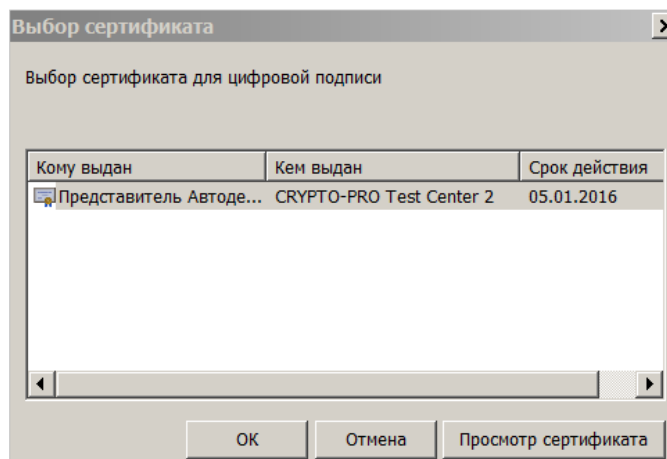 Выбор сертификата
Выбор сертификата для цифровой подписи
Кому выдан Кем выдан Срок действия
Представитель Автоде... CRYPTO-PRO Test Center 2 05.01.2016
ОК Отмена Просмотр сертификата